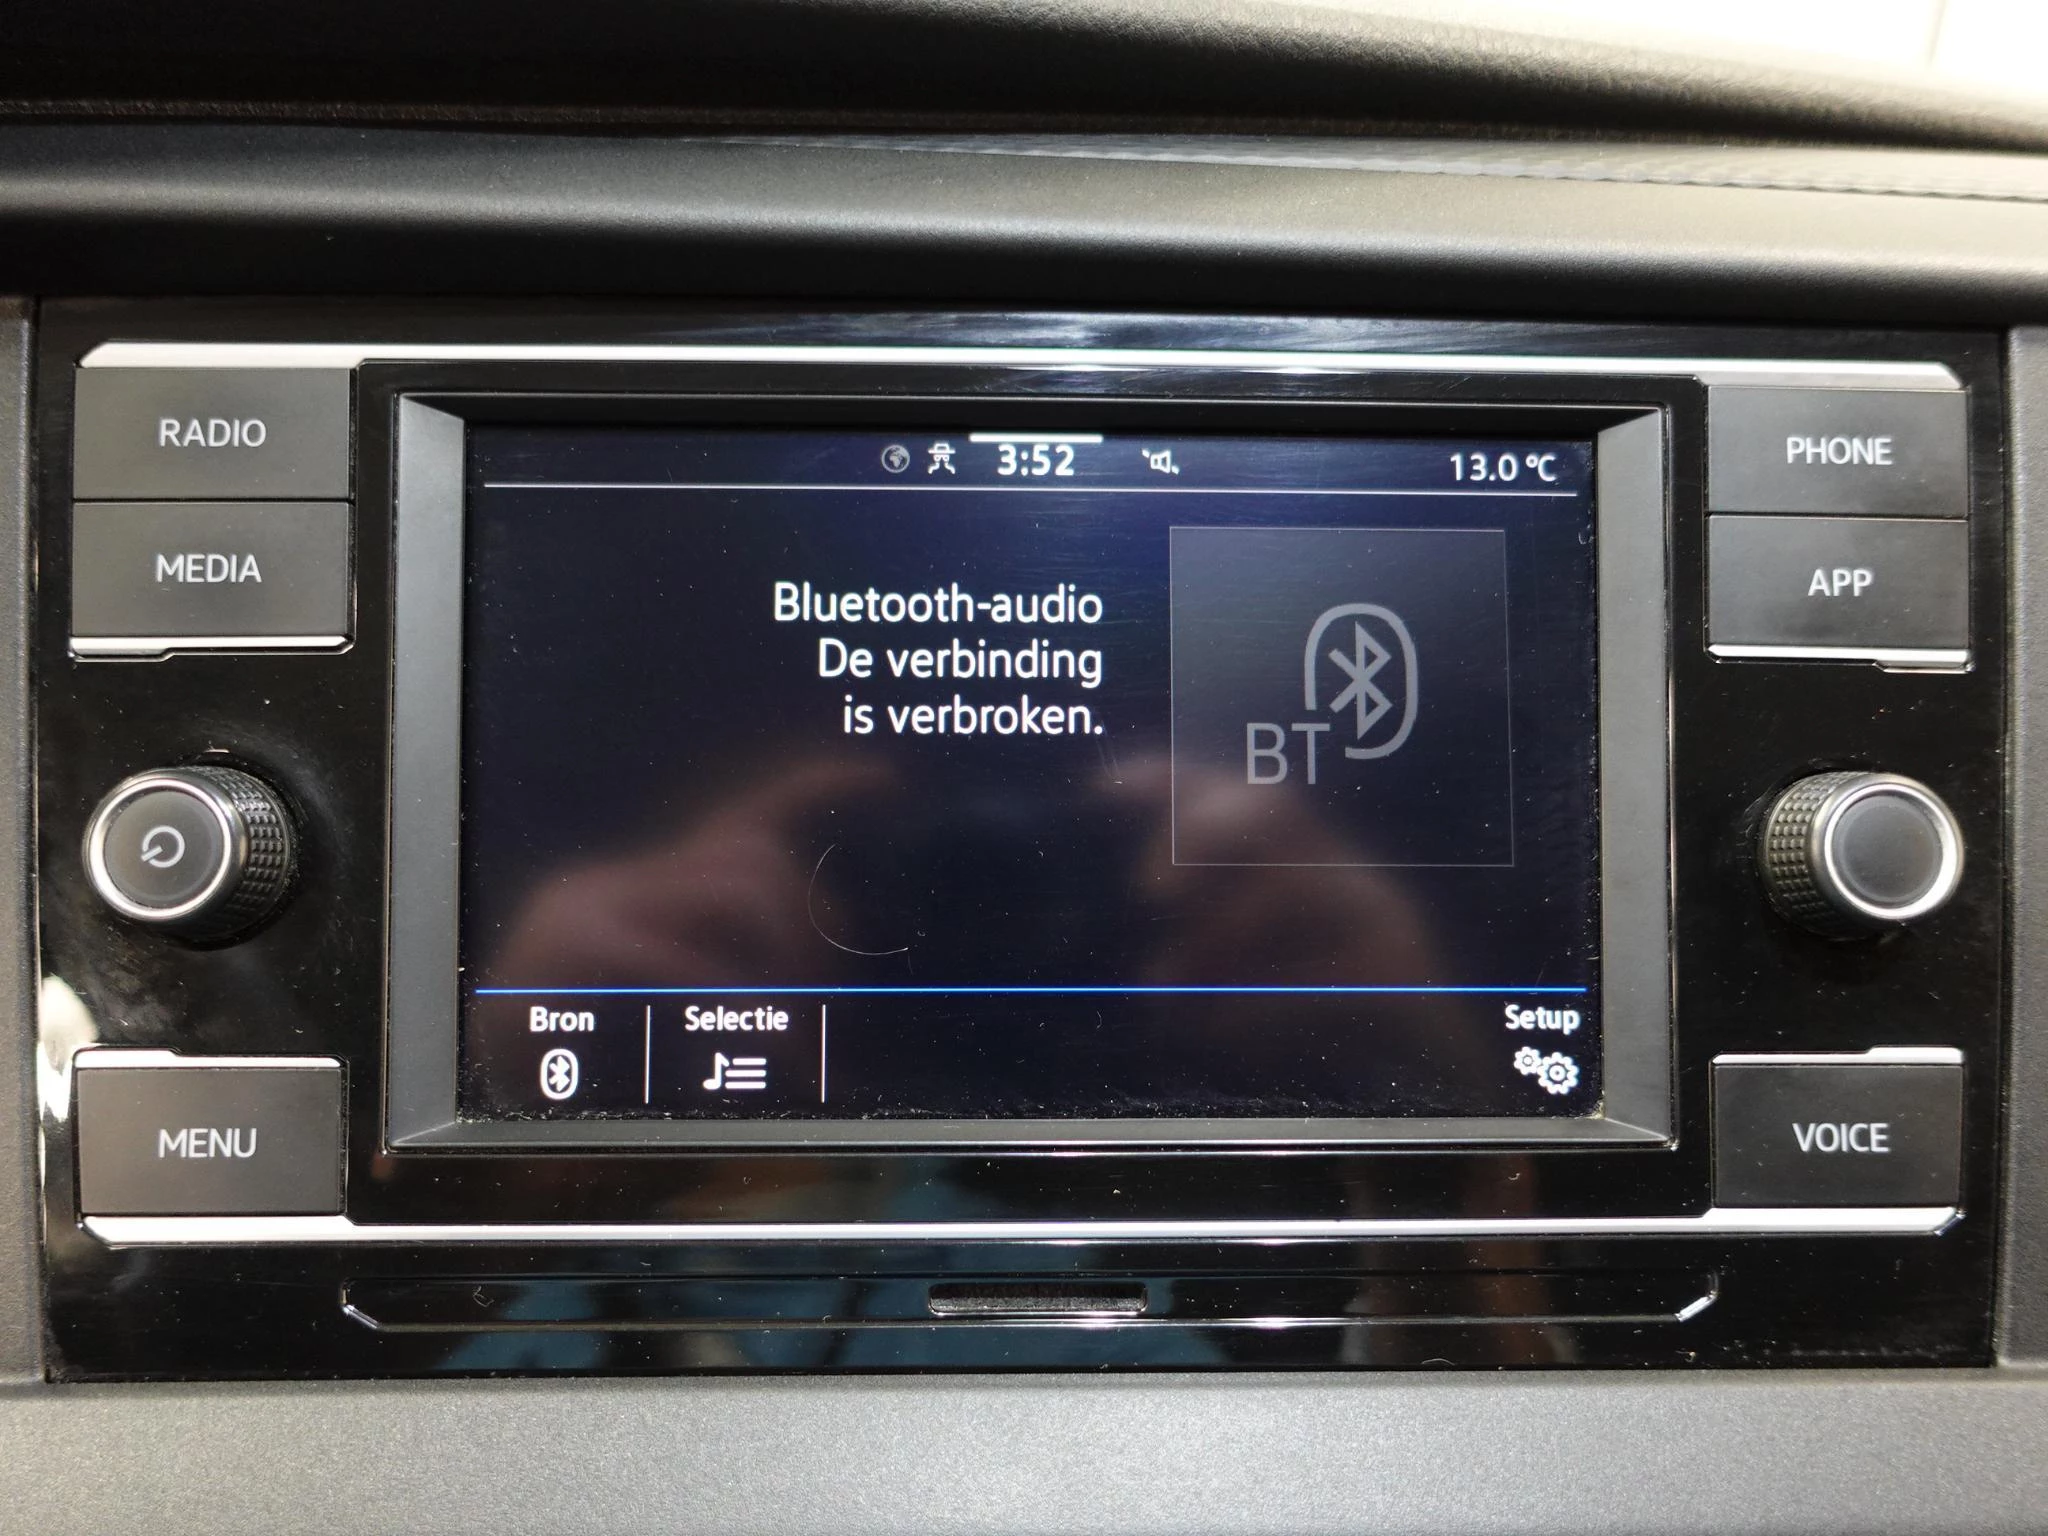 RADIO
MEDIA
MENU
3:52
13.0 °C
Bluetooth-audio
De verbinding
is verbroken.
BT
Bron
Selectie
Setup
PHONE
APP
VOICE